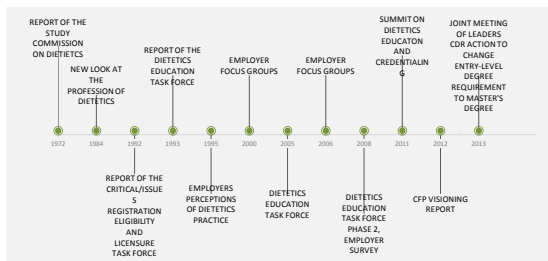 REPORT OF THE
STUDY
COMMISSION
ON DIETIETCS
NEW LOOK AT
THE
PROFESSION OF
DIETETICS
REPORT OF THE
DIETETICS
EDUCATION
TASK FORCE
EMPLOYER
FOCUS GROUPS
EMPLOYER
FOCUS GROUPS
SUMMIT ON
DIETETICS
EDUCATON
AND
CREDENTIALIN
G
JOINT MEETING
OF LEADERS
CDR ACTION TO
CHANGE
ENTRY-LEVEL
DEGREE
REQUIREMENT
TO MASTER'S
DEGREE
1972
1984
1992
1993
1995
2000
2005
2006
2008
2011
2012
2013
REPORT OF THE
CRITICAL/ISSUE
S
REGISTRATION
ELIGIBILITY
AND
LICENSURE
TASK FORCE
EMPLOYERS
PERCEPTIONS
OF DIETETICS
PRACTICE
DIETETICS
EDUCATION
TASK FORCE
DIETETICS
EDUCATION
TASK FORCE
PHASE 2,
EMPLOYER
SURVEY
CFP VISIONING
REPORT